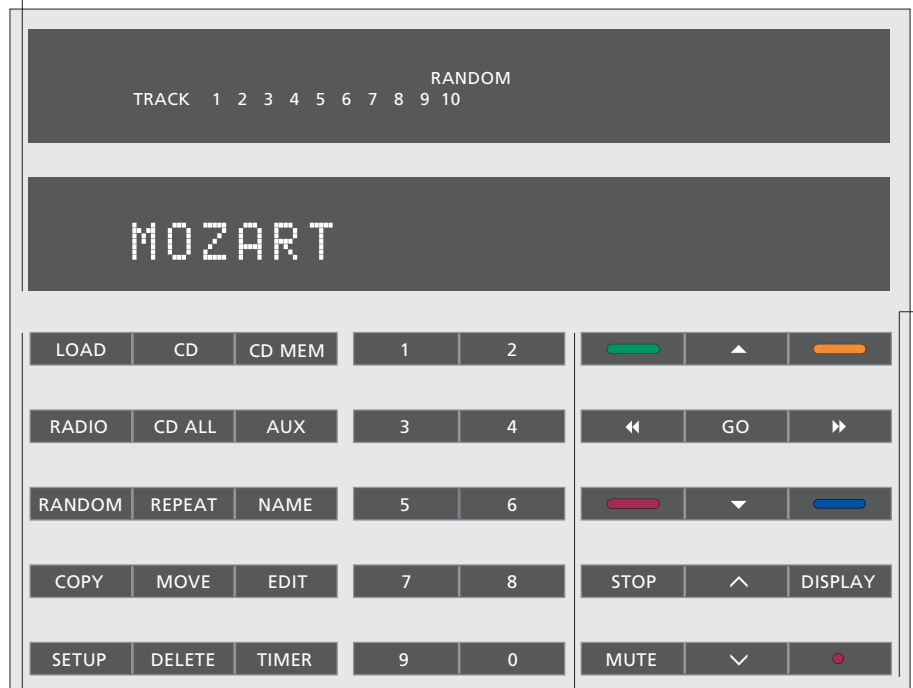 RANDOM
TRACK 1 2 3 4 5 6 7 8 9 10
MOZART
LOAD CD CD MEM 1 2
RADIO CD ALL AUX 3 4 GO
RANDOM REPEAT NAME 5 6
COPY MOVE EDIT 7 8 STOP DISPLAY
SETUP DELETE TIMER 9 0 MUTE